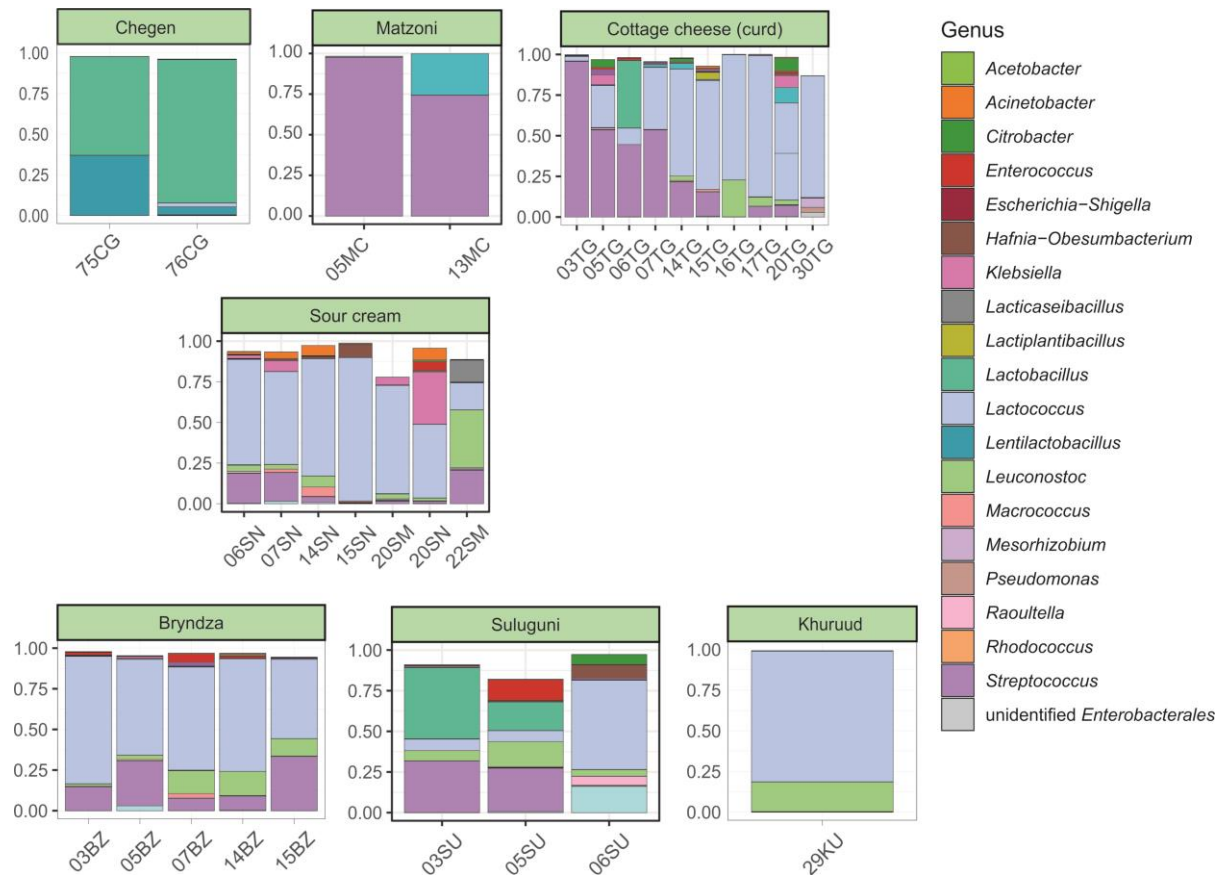 Chegen
1.00
0.75
0.50
0.25
0.00
75CG
76CG
Matzoni
1.00
0.75
0.50
0.25
0.00
05MC
13MC
Cottage cheese (curd)
1.00
0.75
0.50
0.25
0.00
03TG
05TG
06TG
07TG
14TG
15TG
16TG
17TG
20TG
30TG
Sour cream
1.00
0.75
0.50
0.25
0.00
06SN
07SN
14SN
15SN
20SM
20SN
22SM
Bryndza
1.00
0.75
0.50
0.25
0.00
03BZ
05BZ
07BZ
14BZ
15BZ
Suluguni
1.00
0.75
0.50
0.25
0.00
03SU
05SU
06SU
Khuruud
1.00
0.75
0.50
0.25
0.00
29KU
Genus
Acetobacter
Acinetobacter
Citrobacter
Enterococcus
Escherichia−Shigella
Hafnia−Obesumbacterium
Klebsiella
Lacticaseibacillus
Lactiplantibacillus
Lactobacillus
Lactococcus
Lentilactobacillus
Leuconostoc
Macrococcus
Mesorhizobium
Pseudomonas
Raoultella
Rhodococcus
Streptococcus
unidentified Enterobacterales